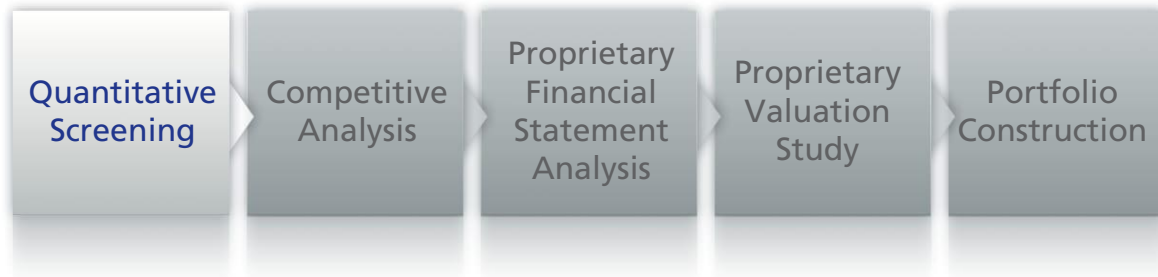 Quantitative
Screening
Competitive
Analysis
Proprietary
Financial
Statement
Analysis
Proprietary
Valuation
Study
Portfolio
Construction